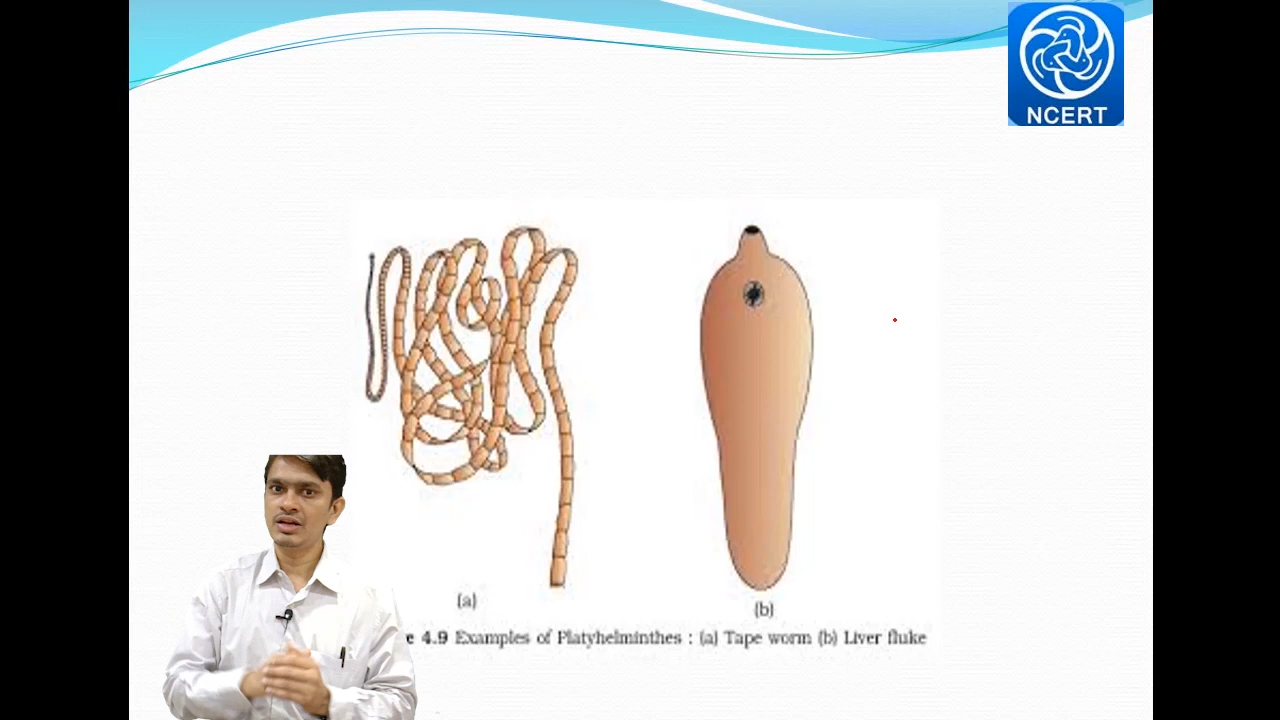 NCERT
(a)
(b)
e 4.9 Examples of Platyhelminthes : (a) Tape worm (b) Liver fluke